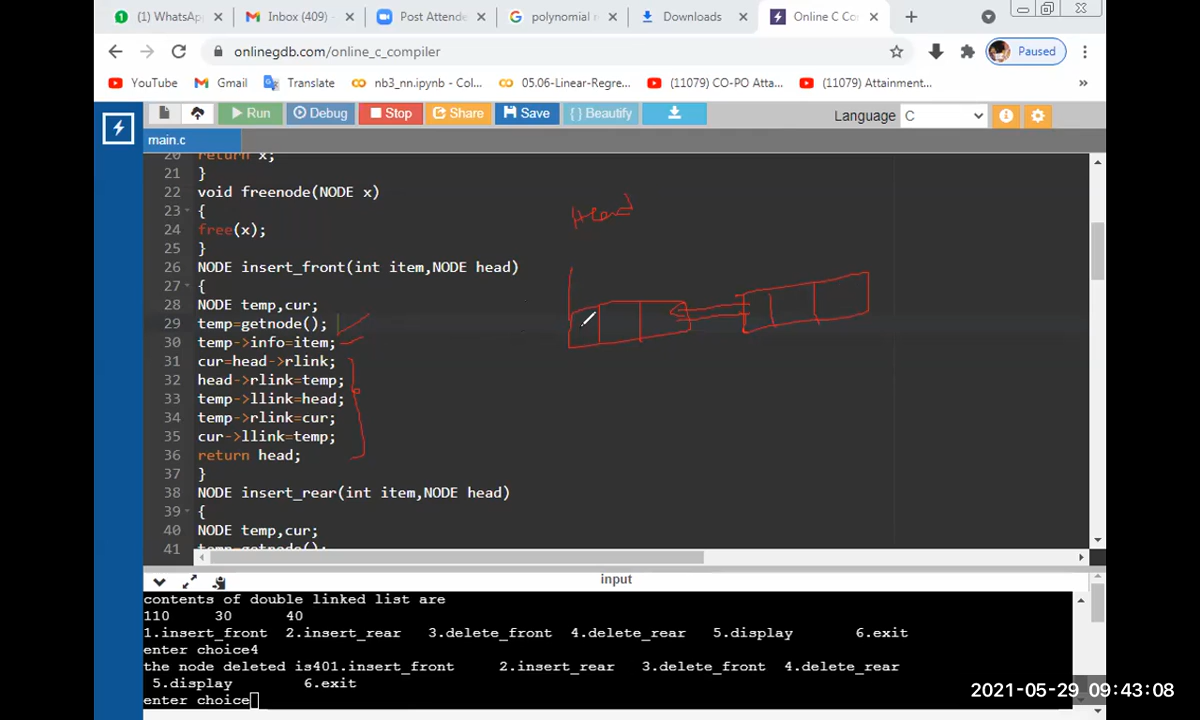 (1) WhatsAp
Inbox (409) -
Post Attende
polynomial r
Downloads
Online C Co
onlinegdb.com/online_c_compiler
Paused
YouTube
Gmail
Translate
nb3_nn.ipynb - Col...
05.06-Linear-Regre...
(11079) CO-PO Atta...
(11079) Attainment...
»
Run
Debug
Stop
Share
Save
{ } Beautify
Language
C
main.c
20 return x;
21 }
22 void freenode(NODE x)
23 {
24 free(x);
25 }
26 NODE insert_front(int item,NODE head)
27 {
28 NODE temp,cur;
29 temp=getnode();
30 temp->info=item;
31 cur=head->rlink;
32 head->rlink=temp;
33 temp->llink=head;
34 temp->rlink=cur;
35 cur->llink=temp;
36 return head;
37 }
38 NODE insert_rear(int item,NODE head)
39 {
40 NODE temp,cur;
41 temp=getnode();
Head
input
contents of double linked list are
110 30 40
1.insert_front 2.insert_rear 3.delete_front 4.delete_rear 5.display 6.exit
enter choice4
the node deleted is401.insert_front 2.insert_rear 3.delete_front 4.delete_rear
5.display 6.exit
enter choice
2021-05-29 09:43:08